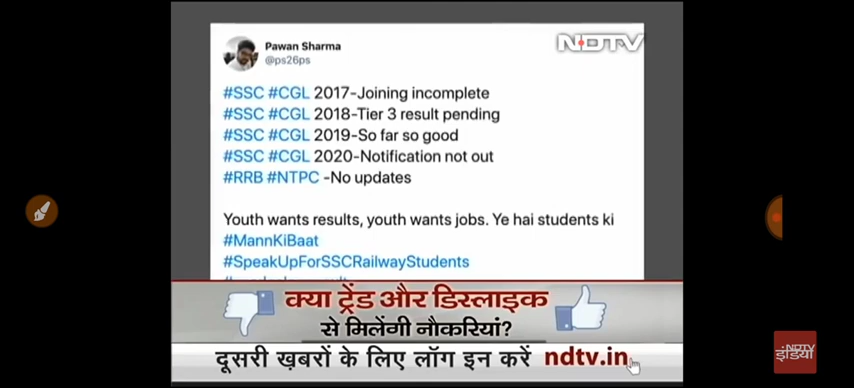 Pawan Sharma
@ps26ps
NDTV
#SSC #CGL 2017-Joining incomplete
#SSC #CGL 2018-Tier 3 result pending
#SSC #CGL 2019-So far so good
#SSC #CGL 2020-Notification not out
#RRB #NTPC -No updates
Youth wants results, youth wants jobs. Ye hai students ki
#MannKiBaat
#SpeakUpForSSCRailwayStudents
क्या ट्रेंड और डिस्लाइक
से मिलेंगी नौकरियां?
दूसरी ख़बरों के लिए लॉग इन करें ndtv.in
NDTV
इंडिया